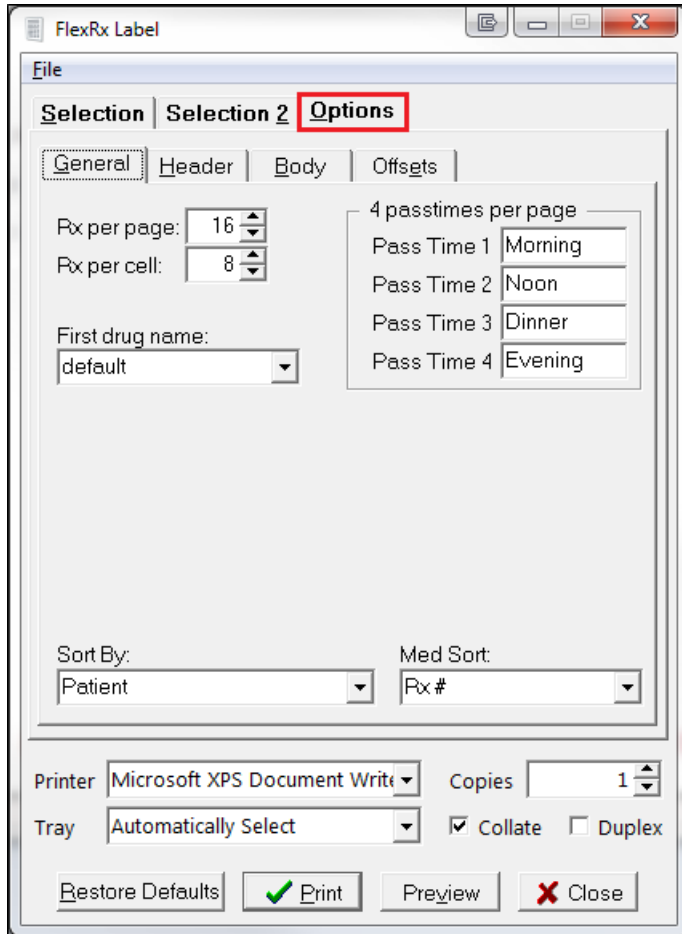 FlexRx Label
File
Selection Selection 2 Options
General Header Body Offsets
Rx per page: 16
Rx per cell: 8
First drug name:
default
4 passtimes per page
Pass Time 1 Morning
Pass Time 2 Noon
Pass Time 3 Dinner
Pass Time 4 Evening
Sort By: Med Sort:
Patient Rx #
Printer Microsoft XPS Document Write Copies 1
Tray Automatically Select Collate Duplex
Restore Defaults Print Preview Close